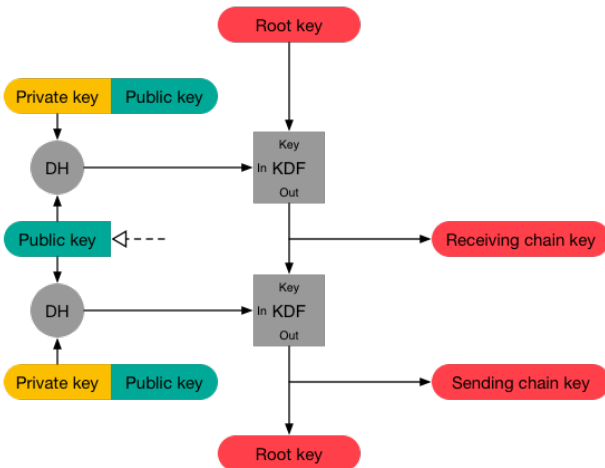 Root key
Private key Public key
Key
DH
In KDF
Out
Public key
Receiving chain key
Key
DH
In KDF
Out
Private key Public key
Sending chain key
Root key